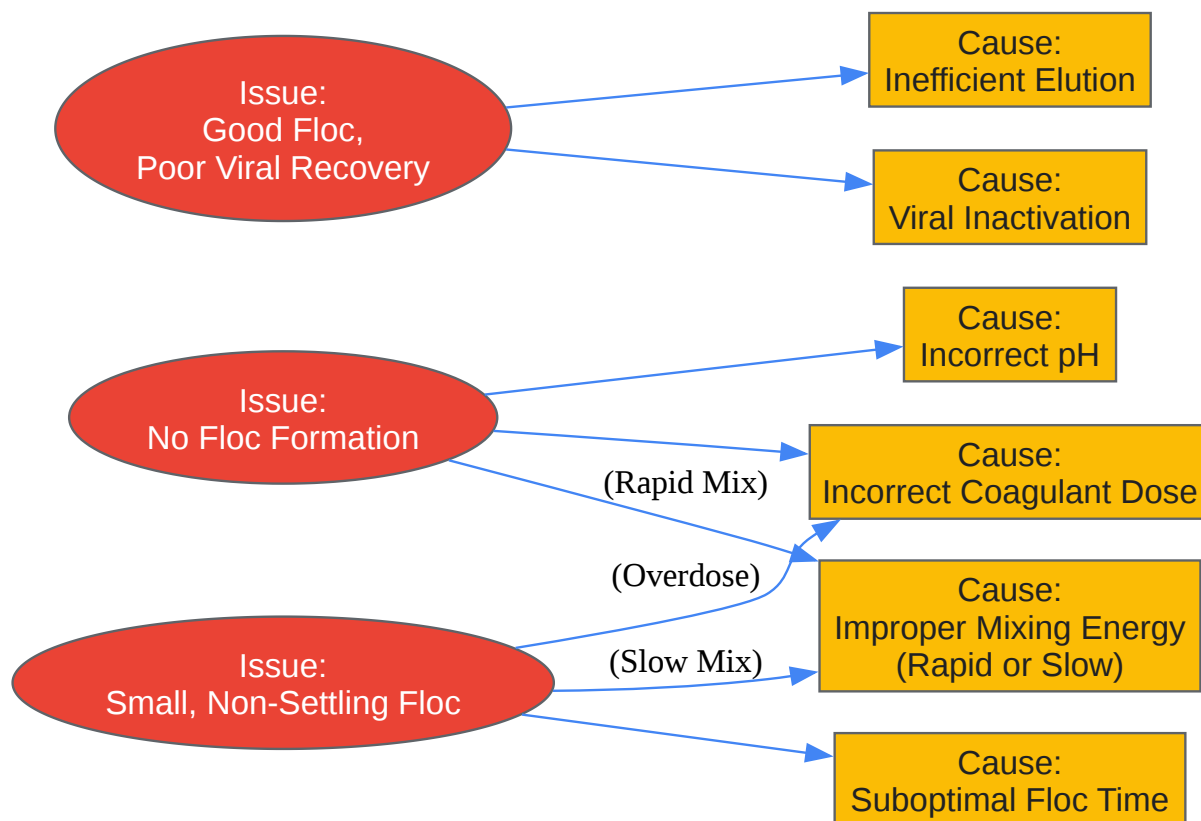 Issue:
Good Floc,
Poor Viral Recovery
Cause:
Inefficient Elution
Cause:
Viral Inactivation
Issue:
No Floc Formation
Cause:
Incorrect pH
Cause:
Incorrect Coagulant Dose
(Rapid Mix)
(Overdose)
Cause:
Improper Mixing Energy
(Rapid or Slow)
Issue:
Small, Non-Settling Floc
(Slow Mix)
Cause:
Suboptimal Floc Time